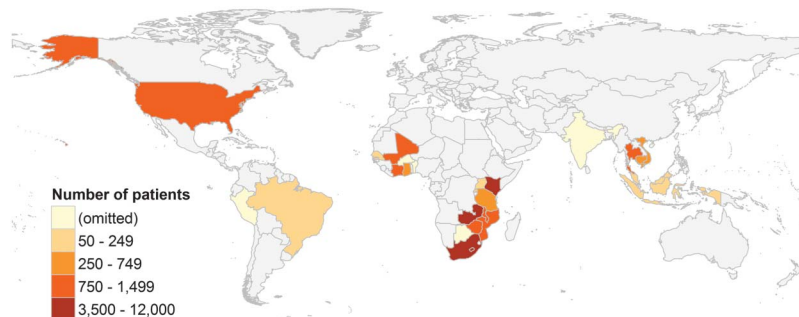 Number of patients
(omitted)
50 - 249
250 - 749
750 - 1,499
3,500 - 12,000